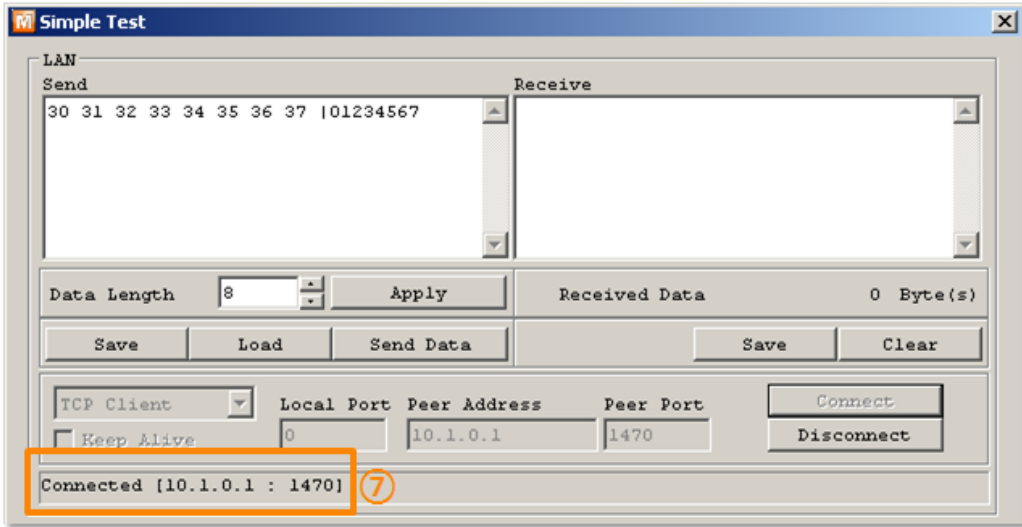 Simple Test
LAN
Send
Receive
30 31 32 33 34 35 36 37 |01234567
Data Length 8 Apply
Received Data 0 Byte(s)
Save Load Send Data
Save Clear
TCP Client
Local Port Peer Address Peer Port
Connect
Keep Alive
0 10.1.0.1 1470
Disconnect
Connected [10.1.0.1 : 1470]
⑦